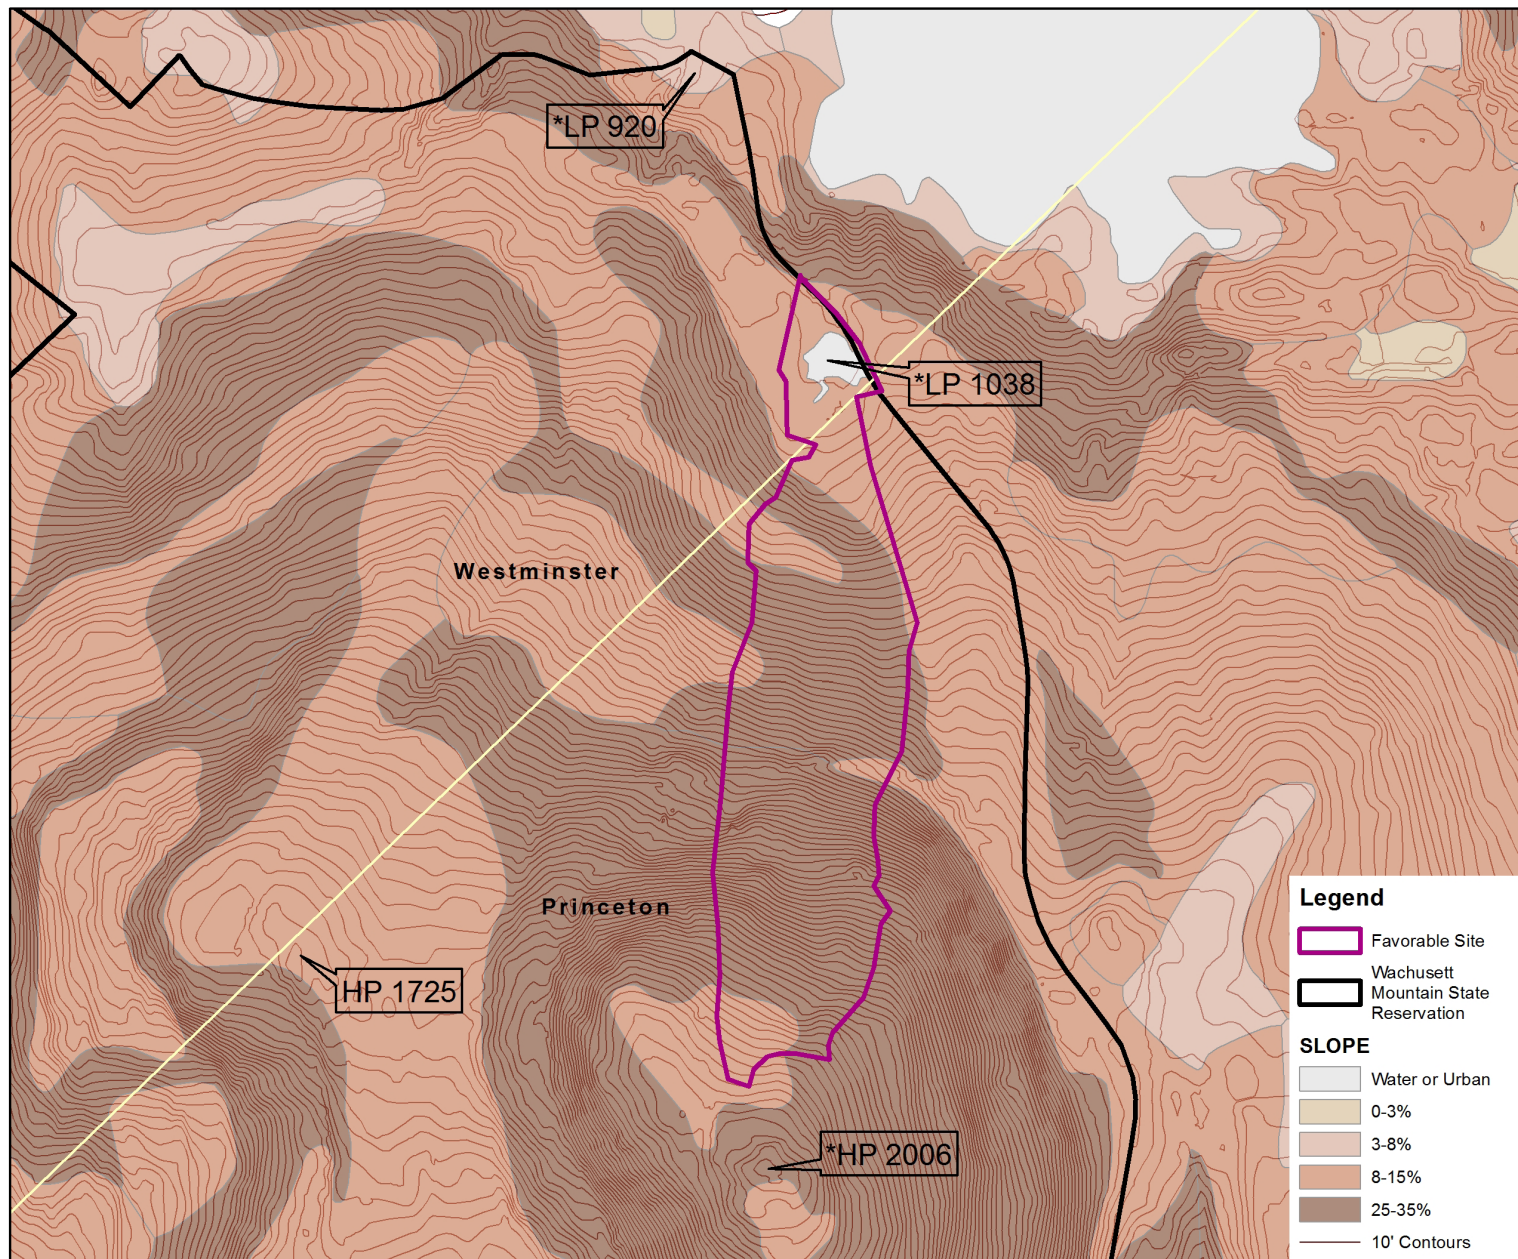 *LP 920
*LP 1038
Westminster
Princeton
HP 1725
*HP 2006
Legend
Favorable Site
Wachusett
Mountain State
Reservation
SLOPE
Water or Urban
0-3%
3-8%
8-15%
25-35%
10' Contours